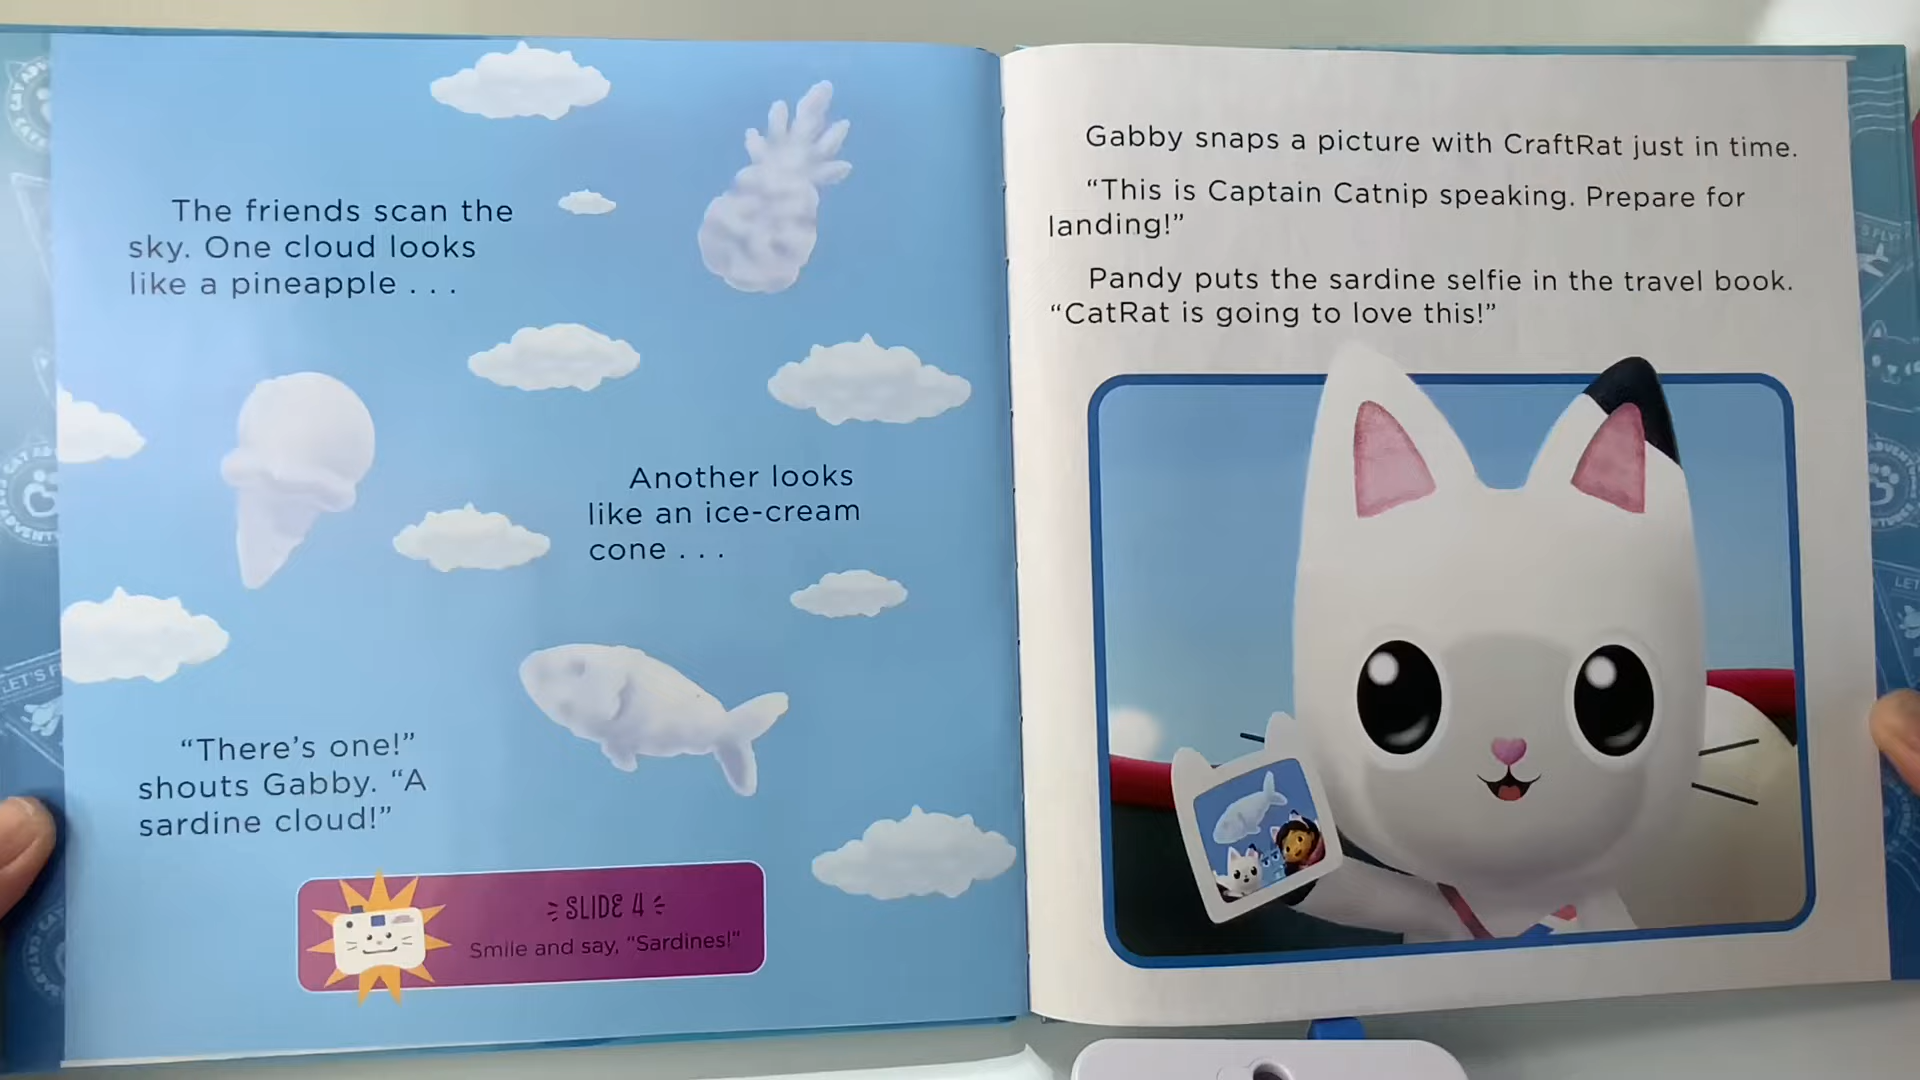 The friends scan the
sky. One cloud looks
like a pineapple . . .
Another looks
like an ice-cream
cone . . .
“There’s one!”
shouts Gabby. “A
sardine cloud!”
SLIDE 4
Smile and say, “Sardines!”
Gabby snaps a picture with CraftRat just in time.
“This is Captain Catnip speaking. Prepare for
landing!”
Pandy puts the sardine selfie in the travel book.
“CatRat is going to love this!”